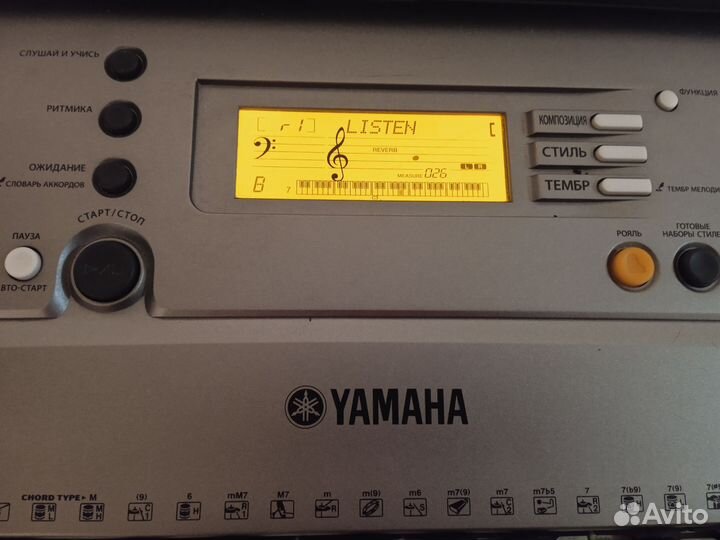 СЛУШАЙ И УЧИСЬ
РИТМИКА
ОЖИДАНИЕ
СЛОВАРЬ АККОРДОВ
СТАРТ/СТОП
ПАУЗА
ВТО-СТАРТ
r1] LISTEN
REVERB
L R
MEASURE 026
B 7
ФУНКЦИЯ
КОМПОЗИЦИЯ
СТИЛЬ
ТЕМБР
ТЕМБР МЕЛОДИ
РОЯЛЬ
ГОТОВЫЕ
НАБОРЫ СТИЛЕ
YAMAHA
CHORD TYPE► M (9) 6 mM7 M7 m m(9) m6 m7(9) m7 m7b5 7 7(b9) 7(9)
Avito